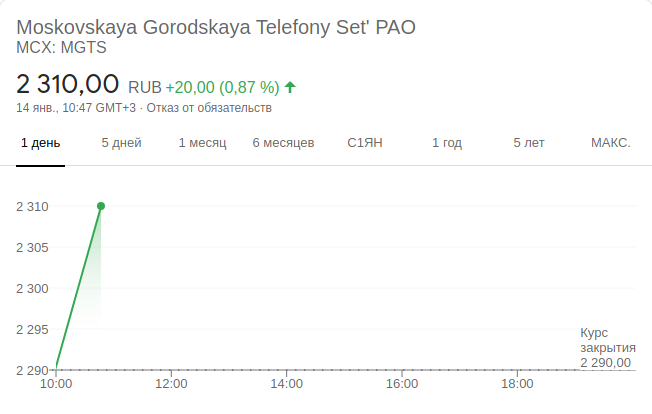 Moskovskaya Gorodskaya Telefony Set' PAO
MCX: MGTS
2 310,00 RUB +20,00 (0,87 %)
14 янв., 10:47 GMT+3 · Отказ от обязательств
1 день 5 дней 1 месяц 6 месяцев С1ЯН 1 год 5 лет МАКС.
2 310
2 305
2 300
2 295
Курс
закрытия
2 290,00
2 290
10:00 12:00 14:00 16:00 18:00